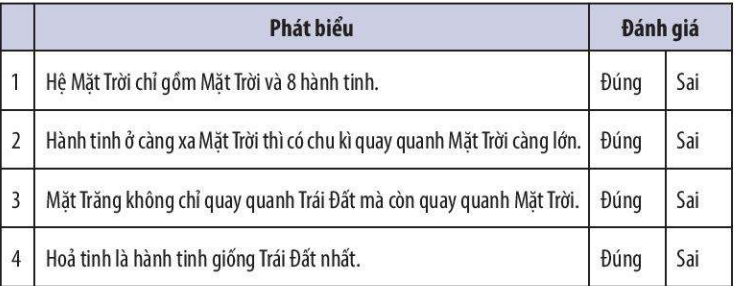 Phát biểu Đánh giá
1 Hệ Mặt Trời chỉ gồm Mặt Trời và 8 hành tinh. Đúng Sai
2 Hành tinh ở càng xa Mặt Trời thì có chu kì quay quanh Mặt Trời càng lớn. Đúng Sai
3 Mặt Trăng không chỉ quay quanh Trái Đất mà còn quay quanh Mặt Trời. Đúng Sai
4 Hoả tinh là hành tinh giống Trái Đất nhất. Đúng Sai